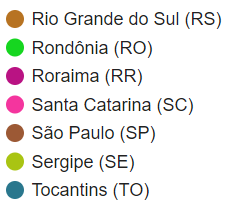 Rio Grande do Sul (RS)
Rondônia (RO)
Roraima (RR)
Santa Catarina (SC)
São Paulo (SP)
Sergipe (SE)
Tocantins (TO)